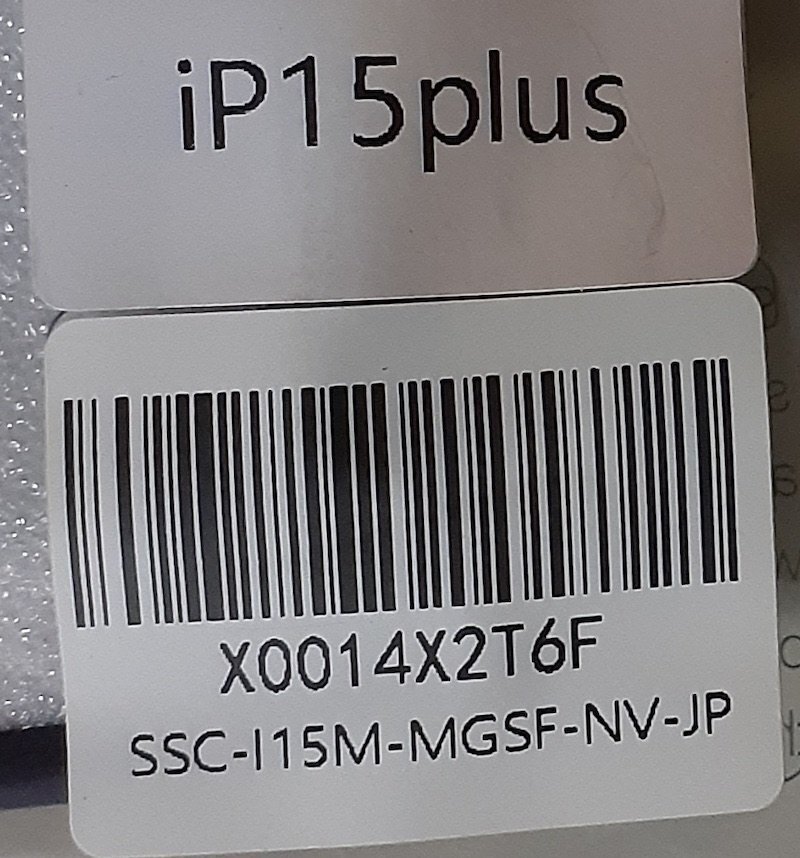 iP15plus
X0014X2T6F
SSC-I15M-MGSF-NV-JP